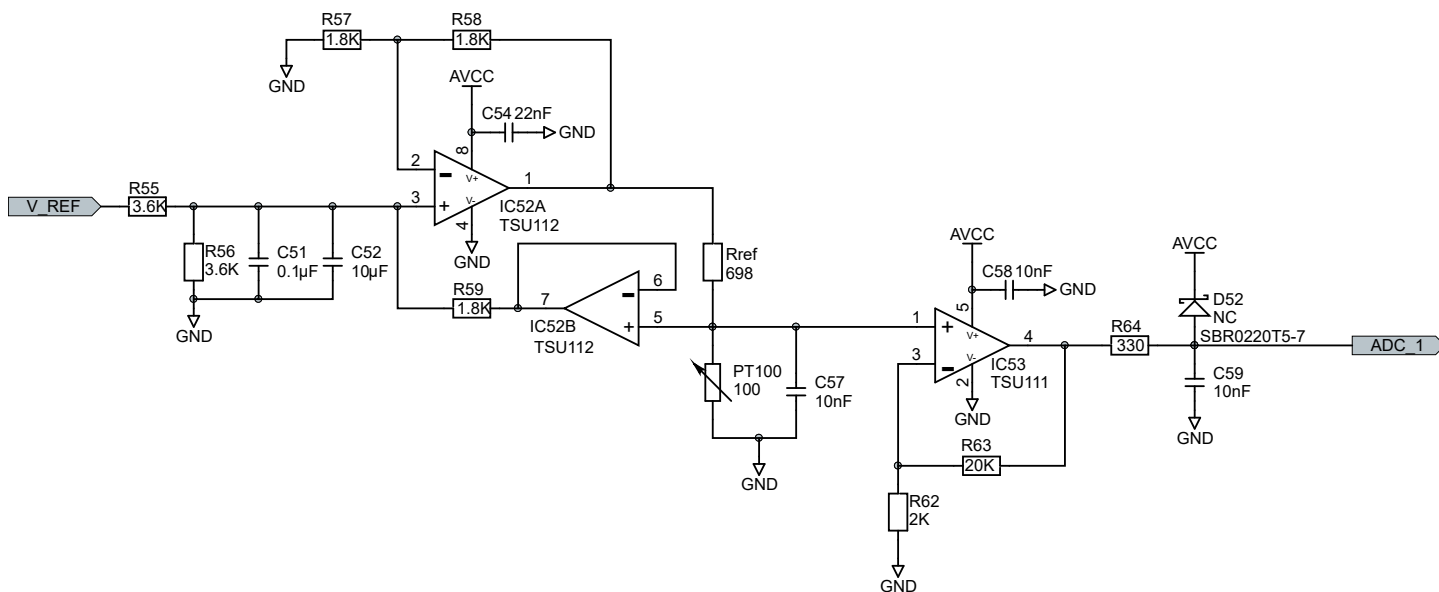 R57
1.8K
R58
1.8K
GND
AVCC
C54 22nF
GND
8
2
V+
1
V_REF
R55
3.6K
3
V-
4
IC52A
TSU112
R56
3.6K
C51
0.1µF
C52
10µF
GND
Rref
698
AVCC
AVCC
6
C58 10nF
GND
R59
1.8K
7
D52
NC
GND
IC52B
TSU112
5
5
1
V+
4
R64
330
SBR0220T5-7
ADC_1
3
V-
2
IC53
TSU111
PT100
100
C57
10nF
C59
10nF
GND
GND
R63
20K
GND
R62
2K
GND